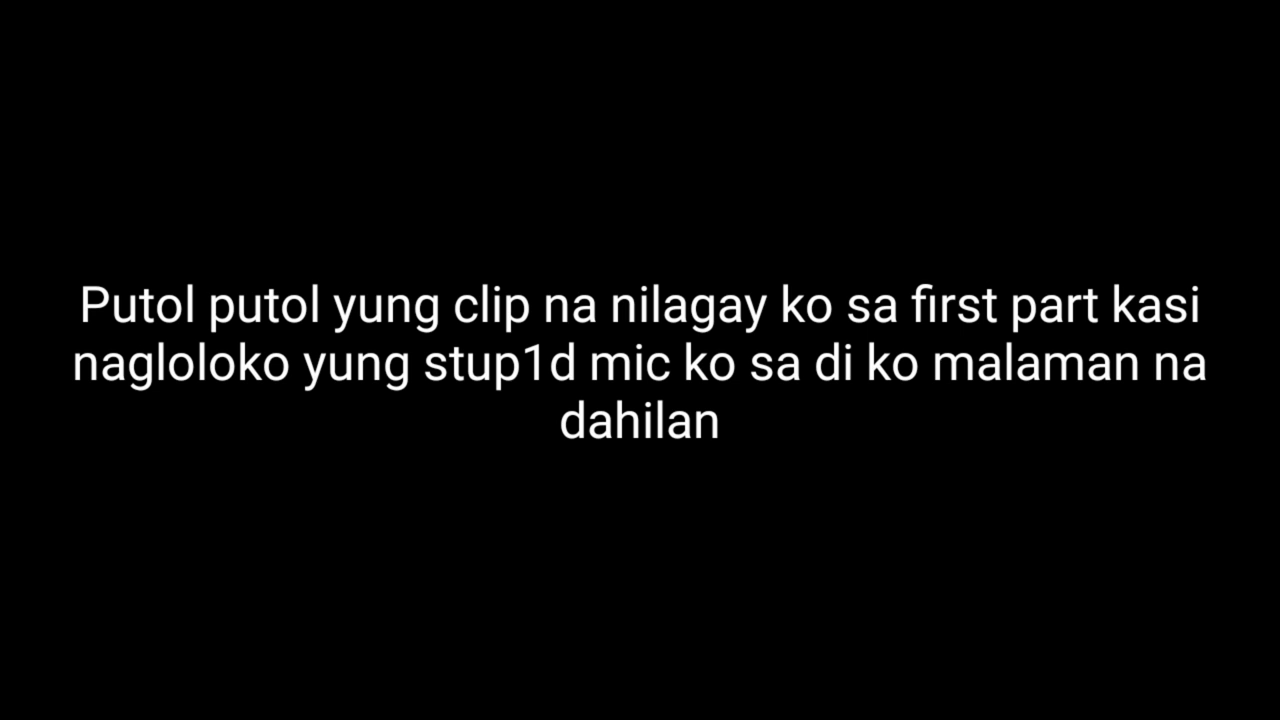 Putol putol yung clip na nilagay ko sa first part kasi
nagloloko yung stup1d mic ko sa di ko malaman na
dahilan